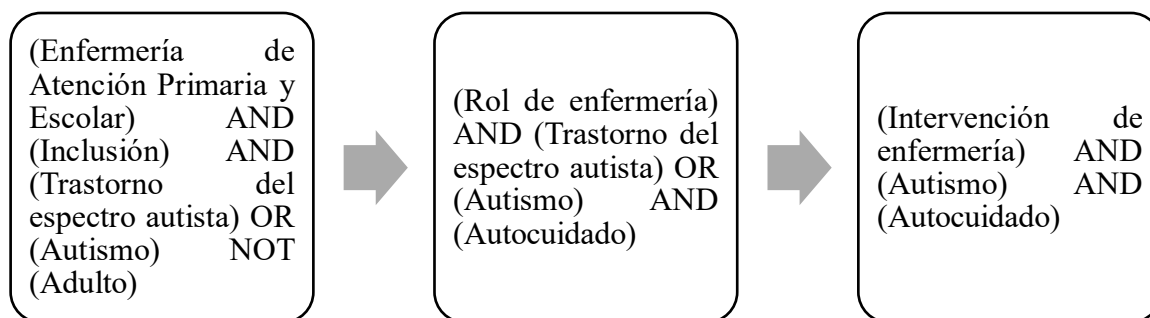 (Enfermería de
Atención Primaria y
Escolar) AND
(Inclusión) AND
(Trastorno del
espectro autista) OR
(Autismo) NOT
(Adulto)
(Rol de enfermería)
AND (Trastorno del
espectro autista) OR
(Autismo) AND
(Autocuidado)
(Intervención de
enfermería) AND
(Autismo) AND
(Autocuidado)